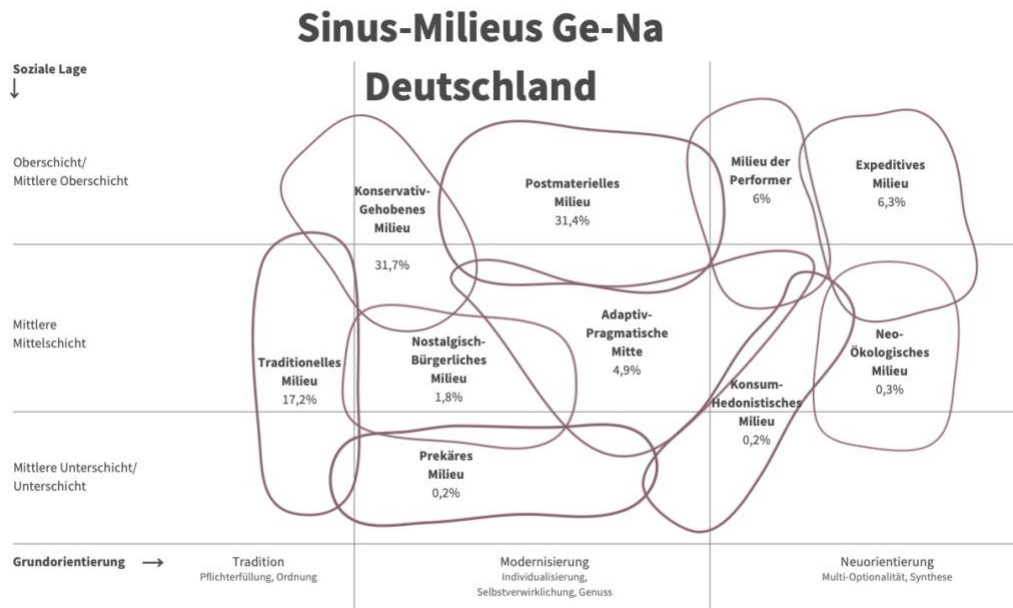 Sinus-Milieus Ge-Na
Deutschland
Soziale Lage
↓
Oberschicht/
Mittlere Oberschicht
Mittlere
Mittelschicht
Mittlere Unterschicht/
Unterschicht
Konservativ-
Gehobenes
Milieu
31,7%
Postmaterielles
Milieu
31,4%
Milieu der
Performer
6%
Expeditives
Milieu
6,3%
Traditionelles
Milieu
17,2%
Nostalgisch-
Bürgerliches
Milieu
1,8%
Adaptiv-
Pragmatische
Mitte
4,9%
Konsum-
Hedonistisches
Milieu
0,2%
Neo-
Ökologisches
Milieu
0,3%
Prekäres
Milieu
0,2%
Grundorientierung →
Tradition
Pflichterfüllung, Ordnung
Modernisierung
Individualisierung,
Selbstverwirklichung, Genuss
Neuorientierung
Multi-Optionalität, Synthese